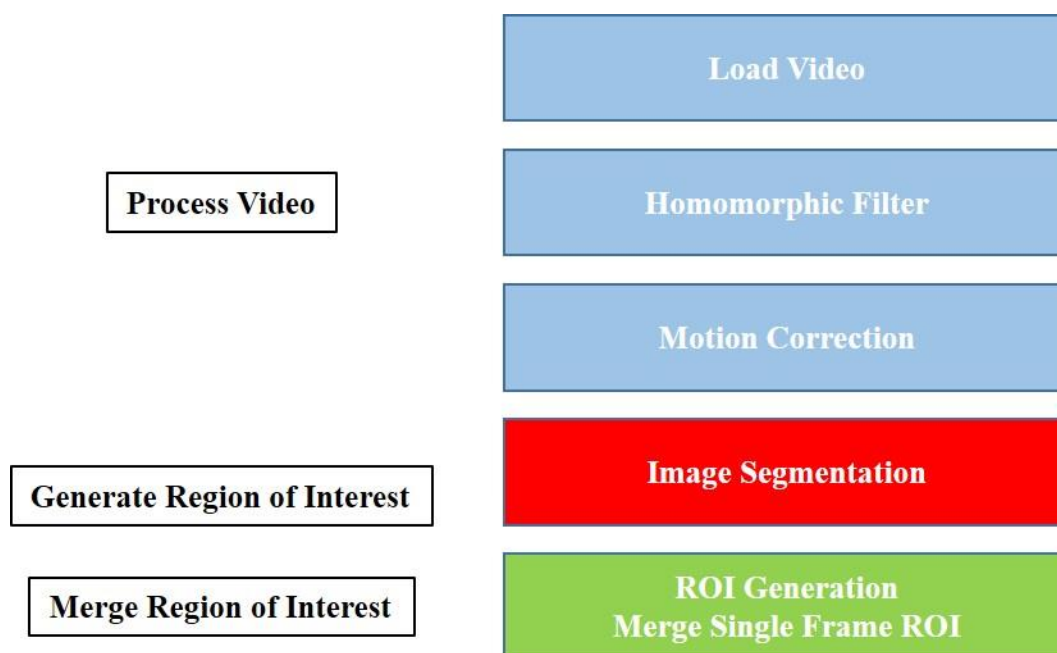 Load Video
Process Video
Homomorphic Filter
Motion Correction
Image Segmentation
Generate Region of Interest
ROI Generation
Merge Region of Interest
Merge Single Frame ROI